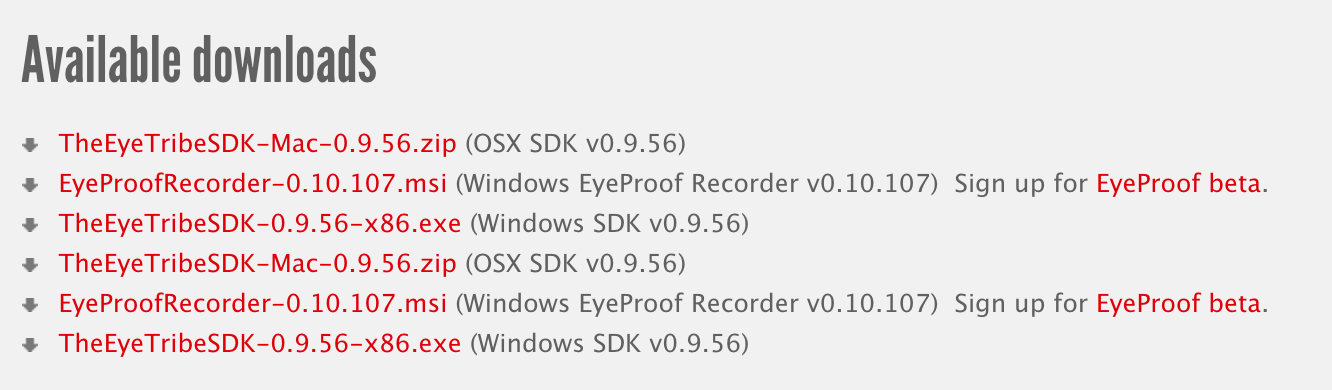 Available downloads
TheEyeTribeSDK-Mac-0.9.56.zip (OSX SDK v0.9.56)
EyeProofRecorder-0.10.107.msi (Windows EyeProof Recorder v0.10.107)  Sign up for EyeProof beta.
TheEyeTribeSDK-0.9.56-x86.exe (Windows SDK v0.9.56)
TheEyeTribeSDK-Mac-0.9.56.zip (OSX SDK v0.9.56)
EyeProofRecorder-0.10.107.msi (Windows EyeProof Recorder v0.10.107)  Sign up for EyeProof beta.
TheEyeTribeSDK-0.9.56-x86.exe (Windows SDK v0.9.56)